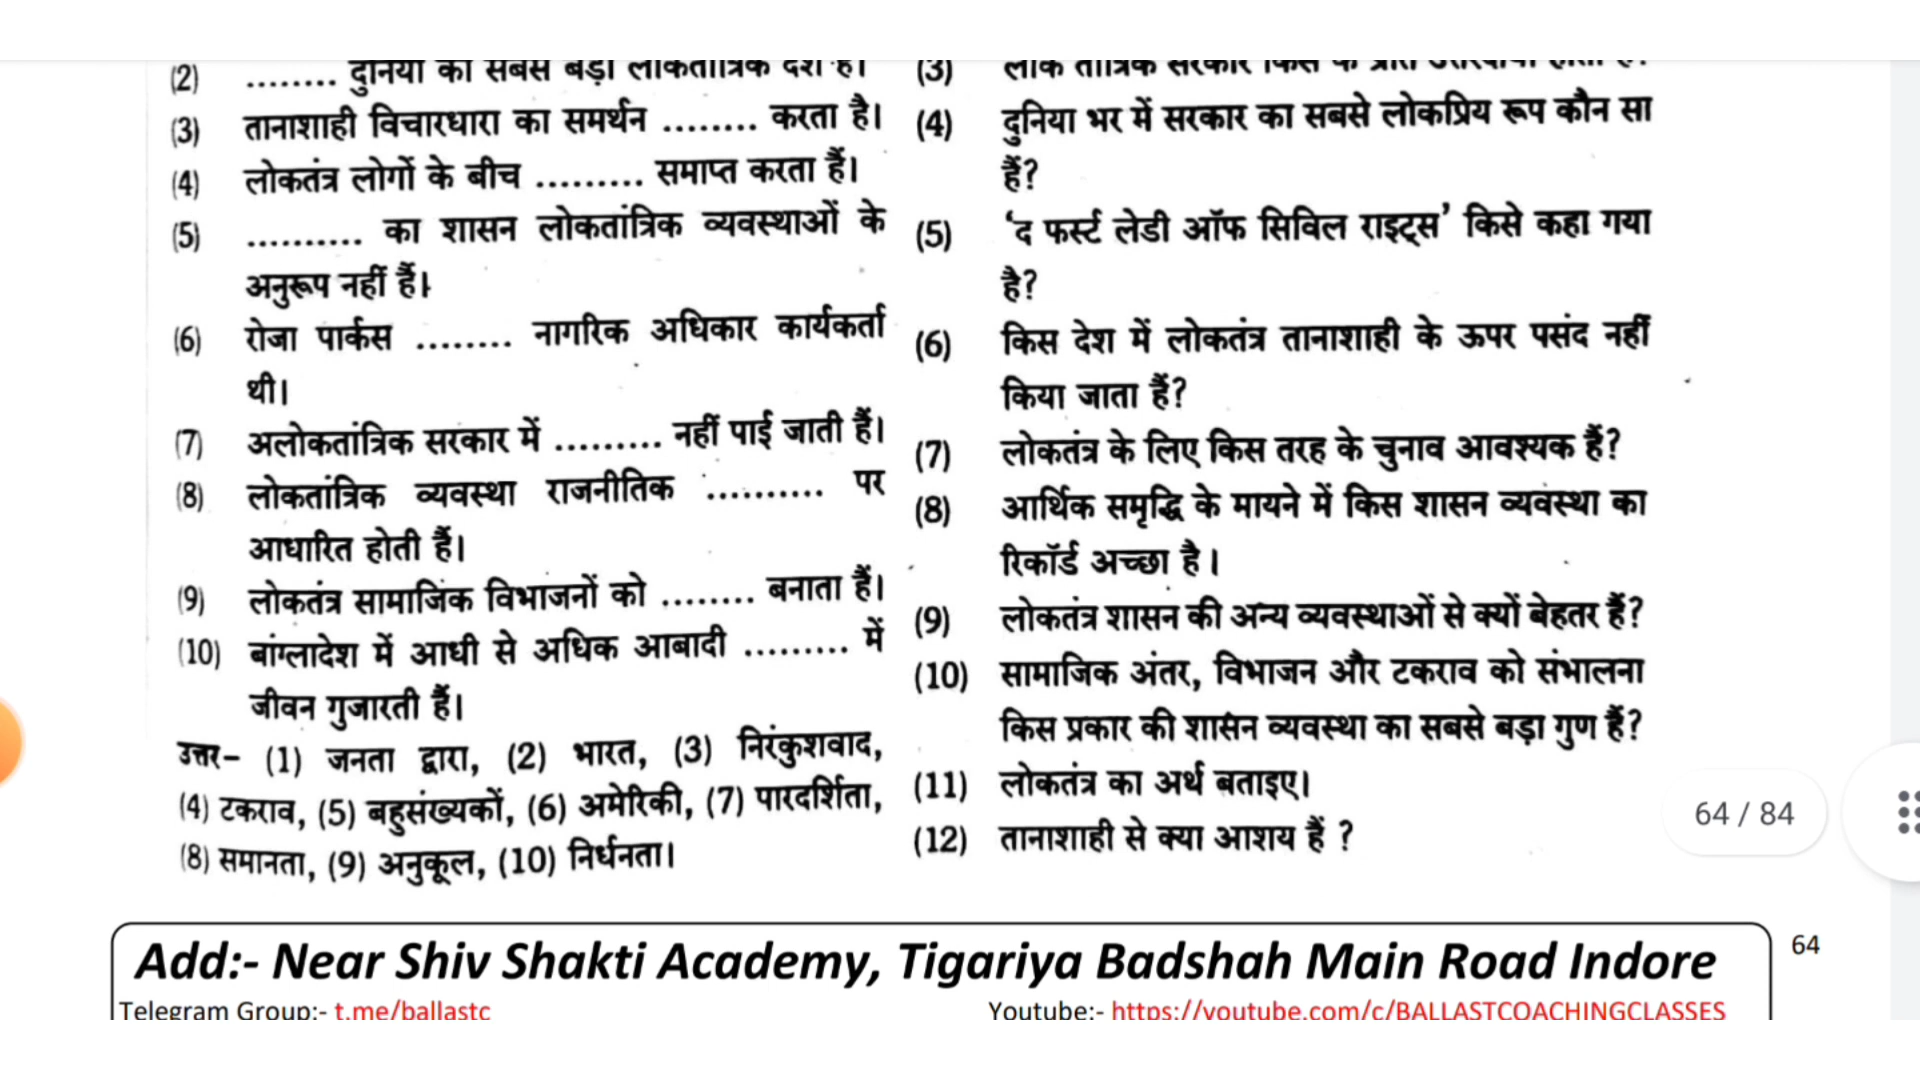 (2) ........ दुनिया का सबसे बड़ा लोकतांत्रिक देश है।
(3) तानाशाही विचारधारा का समर्थन ........ करता है।
(4) लोकतंत्र लोगों के बीच ......... समाप्त करता हैं।
(5) .......... का शासन लोकतांत्रिक व्यवस्थाओं के
अनुरूप नहीं हैं।
(6) रोजा पार्कस ........ नागरिक अधिकार कार्यकर्ता
थी।
(7) अलोकतांत्रिक सरकार में ......... नहीं पाई जाती हैं।
(8) लोकतांत्रिक व्यवस्था राजनीतिक .......... पर
आधारित होती हैं।
(9) लोकतंत्र सामाजिक विभाजनों को ........ बनाता हैं।
(10) बांग्लादेश में आधी से अधिक आबादी ......... में
जीवन गुजारती हैं।
उत्तर– (1) जनता द्वारा, (2) भारत, (3) निरंकुशवाद,
(4) टकराव, (5) बहुसंख्यकों, (6) अमेरिकी, (7) पारदर्शिता,
(8) समानता, (9) अनुकूल, (10) निर्धनता।
(3) लोक तांत्रिक सरकार किस के प्रति उत्तरदायी होती है?
(4) दुनिया भर में सरकार का सबसे लोकप्रिय रूप कौन सा
हैं?
(5) ‘द फर्स्ट लेडी ऑफ सिविल राइट्स’ किसे कहा गया
है?
(6) किस देश में लोकतंत्र तानाशाही के ऊपर पसंद नहीं
किया जाता हैं?
(7) लोकतंत्र के लिए किस तरह के चुनाव आवश्यक हैं?
(8) आर्थिक समृद्धि के मायने में किस शासन व्यवस्था का
रिकॉर्ड अच्छा है।
(9) लोकतंत्र शासन की अन्य व्यवस्थाओं से क्यों बेहतर हैं?
(10) सामाजिक अंतर, विभाजन और टकराव को संभालना
किस प्रकार की शासन व्यवस्था का सबसे बड़ा गुण हैं?
(11) लोकतंत्र का अर्थ बताइए।
(12) तानाशाही से क्या आशय हैं ?
64 / 84
Add:- Near Shiv Shakti Academy, Tigariya Badshah Main Road Indore
64
Telegram Group:- t.me/ballastc
Youtube:- https://youtube.com/c/BALLASTCOACHINGCLASSES